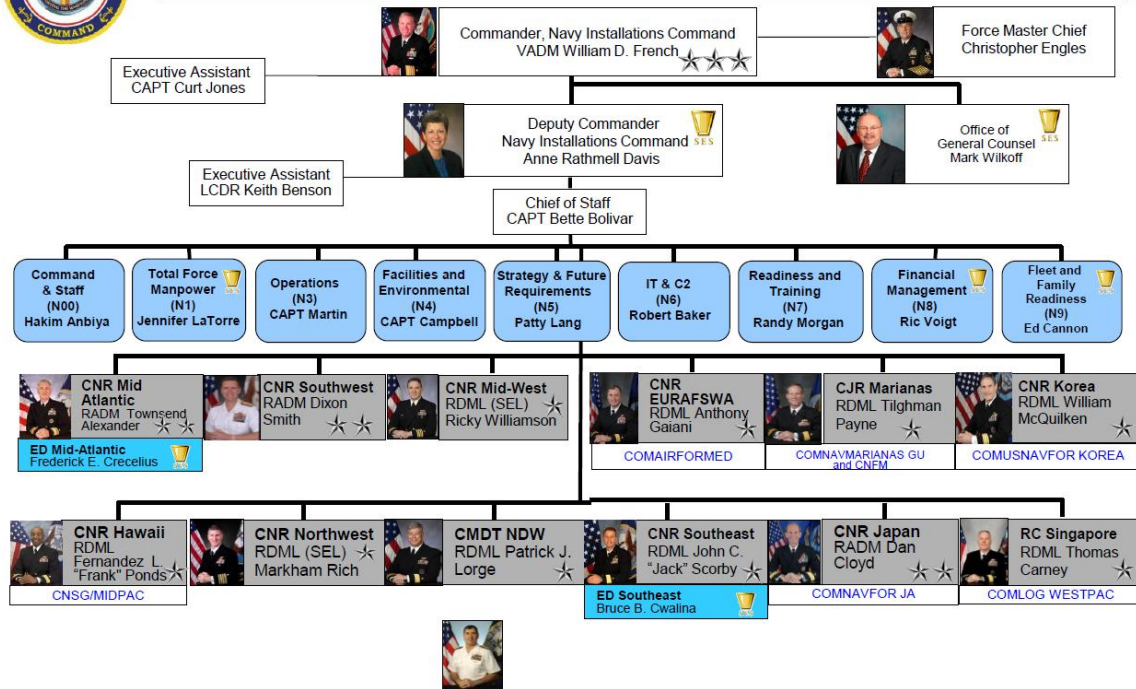 COMMAND
Commander, Navy Installations Command
VADM William D. French
Force Master Chief
Christopher Engles
Executive Assistant
CAPT Curt Jones
Deputy Commander
Navy Installations Command
Anne Rathmell Davis
SES
Office of
General Counsel
Mark Wilkoff
SES
Executive Assistant
LCDR Keith Benson
Chief of Staff
CAPT Bette Bolivar
Command
& Staff
(N00)
Hakim Anbiya
Total Force
Manpower
(N1)
Jennifer LaTorre
SES
Operations
(N3)
CAPT Martin
Facilities and
Environmental
(N4)
CAPT Campbell
Strategy & Future
Requirements
(N5)
Patty Lang
IT & C2
(N6)
Robert Baker
Readiness and
Training
(N7)
Randy Morgan
Financial
Management
(N8)
Ric Voigt
SES
Fleet and
Family
Readiness
(N9)
Ed Cannon
SES
CNR Mid
Atlantic
RADM Townsend
Alexander
ED Mid-Atlantic
Frederick E. Crecelius
SES
CNR Southwest
RADM Dixon
Smith
CNR Mid-West
RDML (SEL)
Ricky Williamson
CNR
EURAFSWA
RDML Anthony
Gaiani
COMAIRFORMED
CJR Marianas
RDML Tilghman
Payne
COMNAVMARIANAS GU
and CNFM
CNR Korea
RDML William
McQuilken
COMUSNAVFOR KOREA
CNR Hawaii
RDML
Fernandez L.
"Frank" Ponds
CNSG/MIDPAC
CNR Northwest
RDML (SEL)
Markham Rich
CMDT NDW
RDML Patrick J.
Lorge
CNR Southeast
RDML John C.
"Jack" Scorby
ED Southeast
Bruce B. Cwalina
SES
CNR Japan
RADM Dan
Cloyd
COMNAVFOR JA
RC Singapore
RDML Thomas
Carney
COMLOG WESTPAC